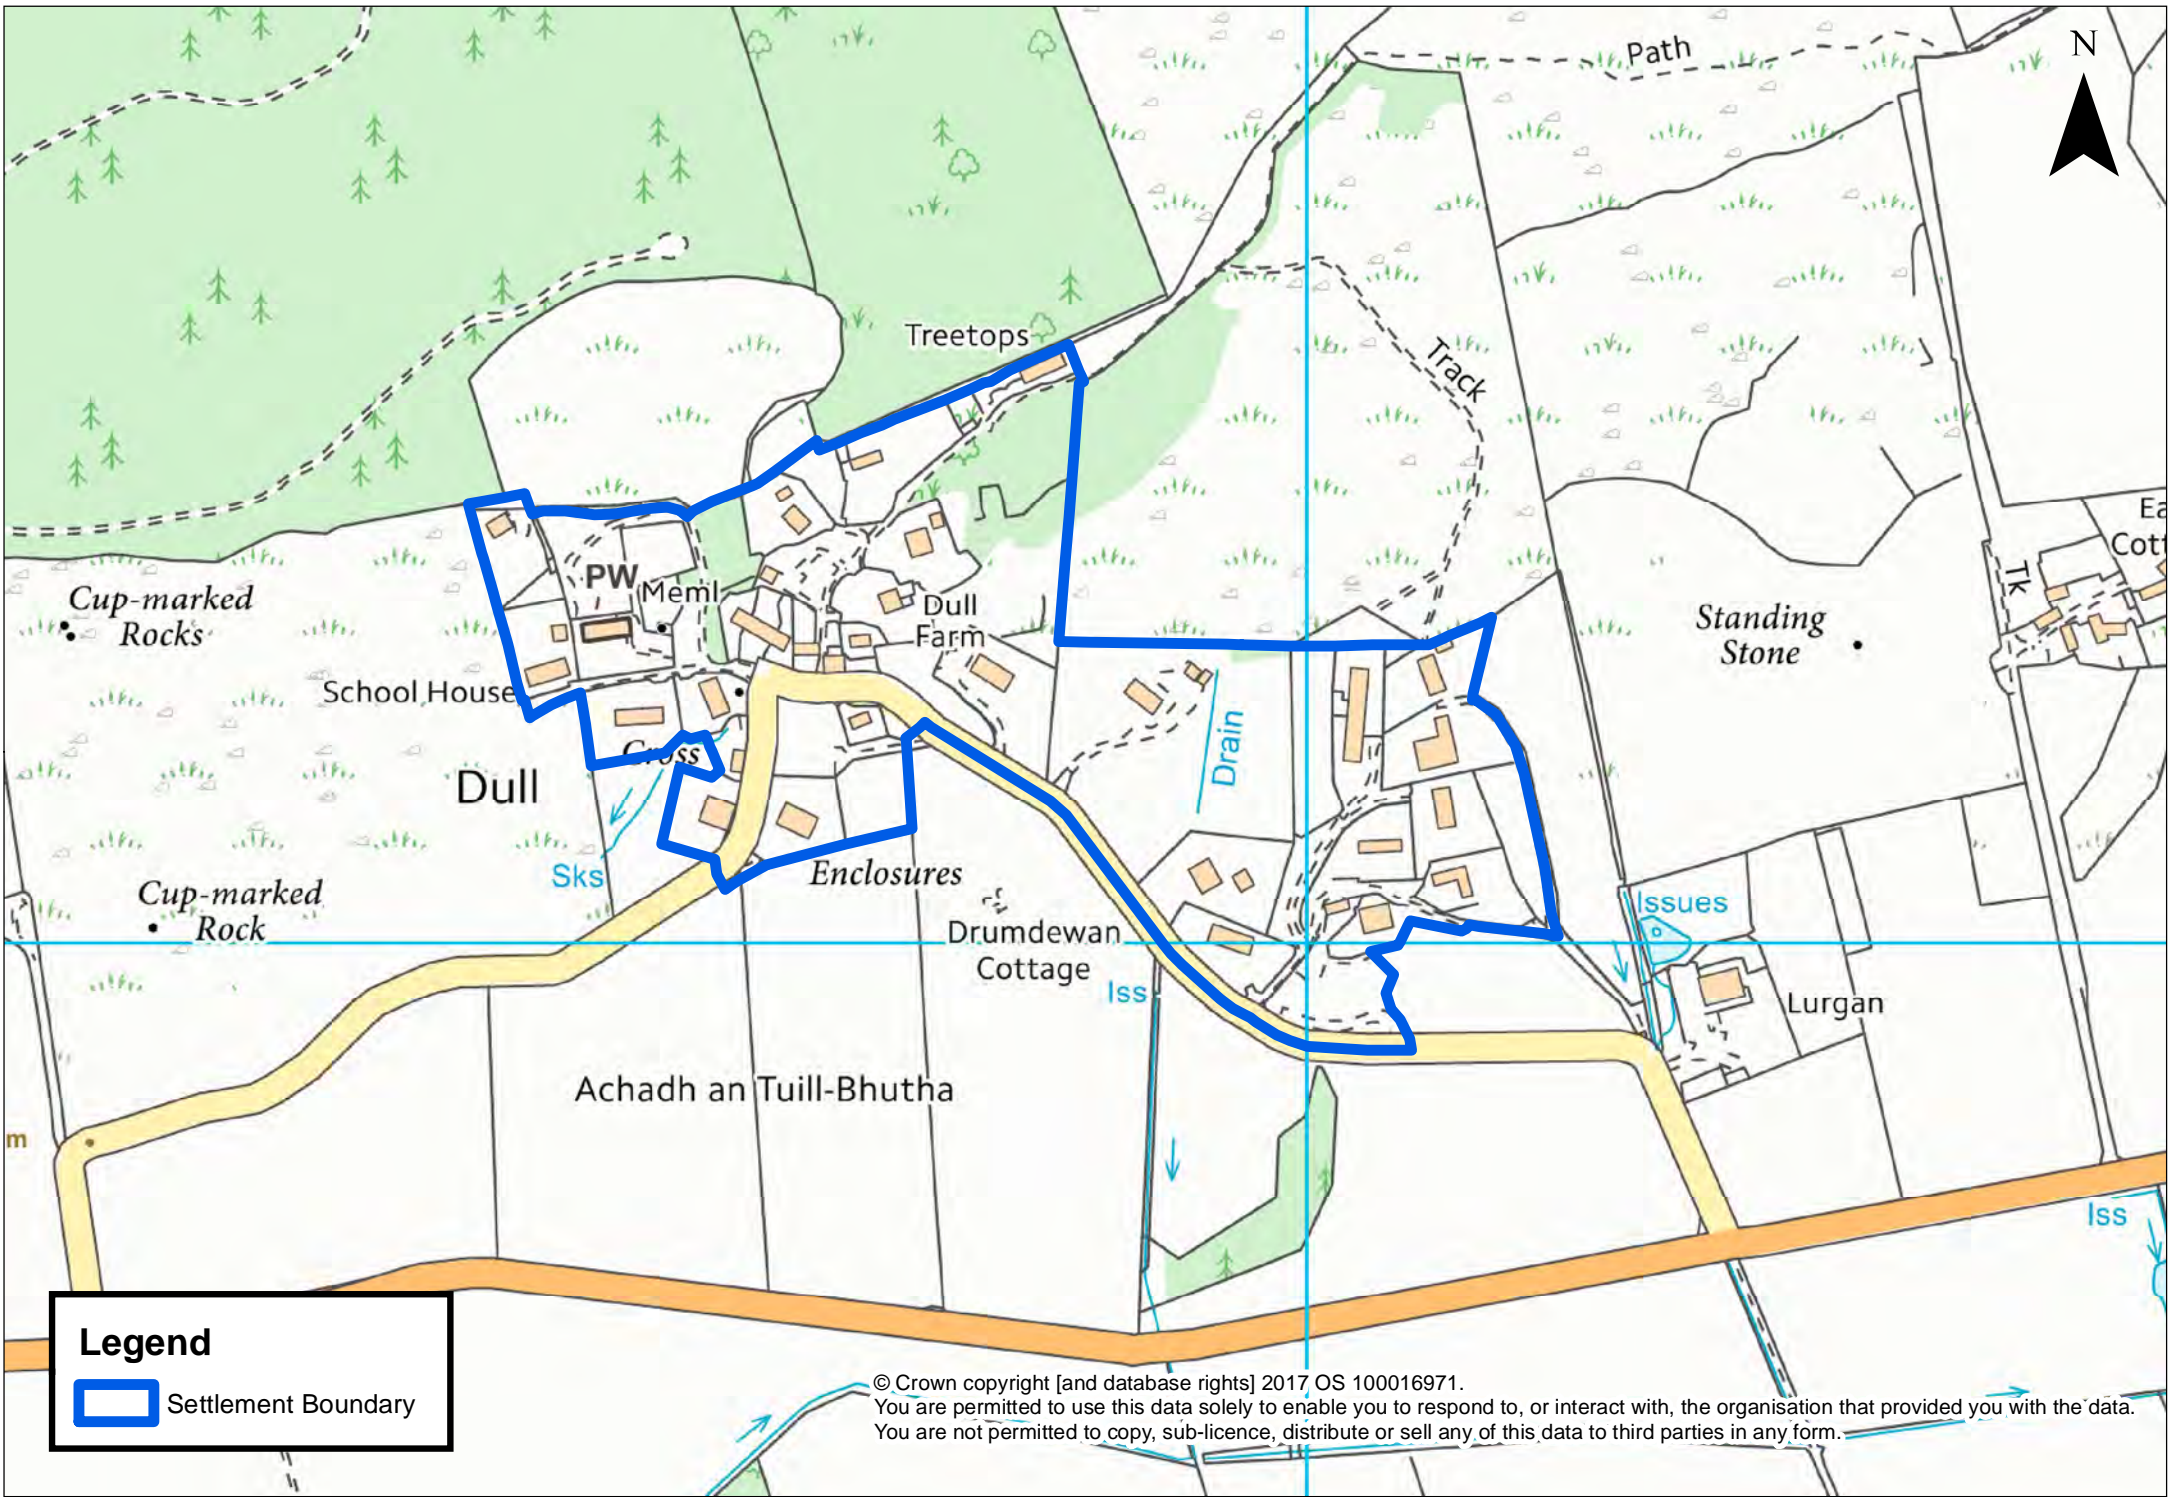 Path
N
Treetops
Track
Ea
Cott
Tk
Cup-marked
Rocks
PW
Meml
Dull
Farm
Standing
Stone
School House
Drain
Cross
Dull
Sks
Enclosures
Cup-marked
Rock
Issues
Drumdewan
Cottage
Iss
Lurgan
Achadh an Tuill-Bhutha
m
Iss
Legend
Settlement Boundary
© Crown copyright [and database rights] 2017 OS 100016971.
You are permitted to use this data solely to enable you to respond to, or interact with, the organisation that provided you with the data.
You are not permitted to copy, sub-licence, distribute or sell any of this data to third parties in any form.